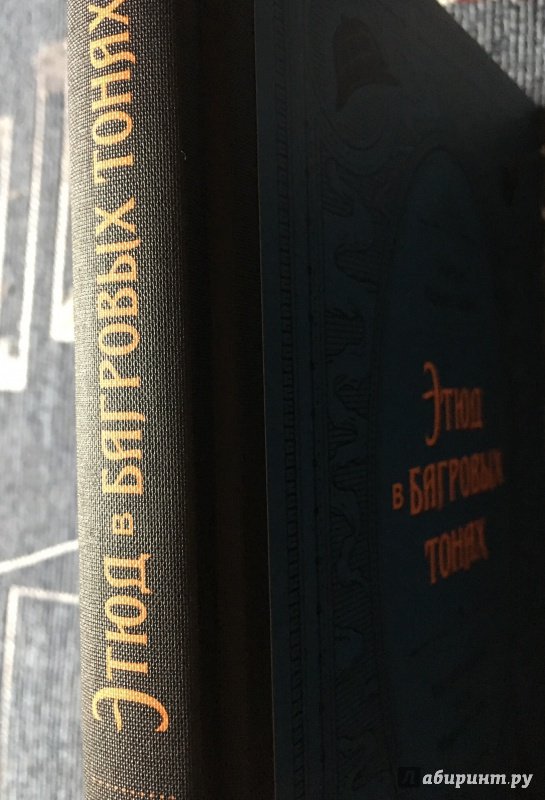 Этюд в БАГРОВЫХ ТОНАХ
Этюд
в БАГРОВЫХ
ТОНАХ
Лабиринт.ру